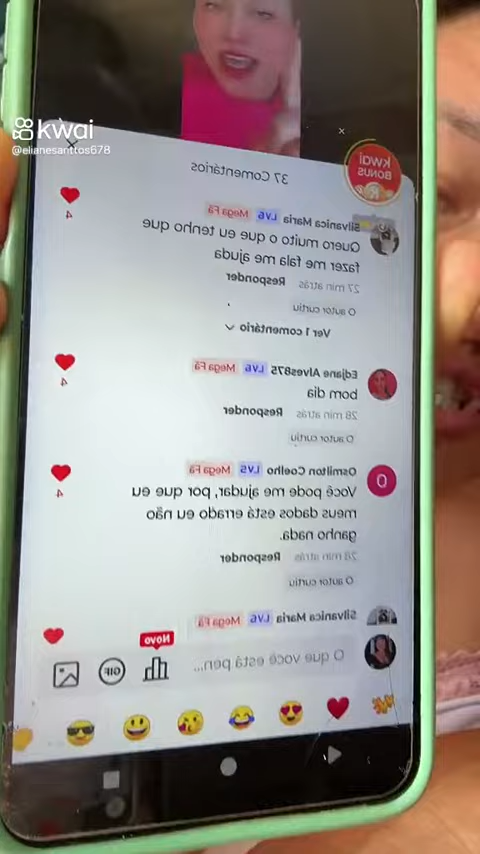 kwai
@elianesanttos678
37 Comentários
kwai
BONUS
Silvanica Maria LV6 Mega Fã
Quero muito o que eu tenho que
fazer me fala me ajuda
27 min atrás Responder
4
O autor curtiu
Ver 1 comentário
Edjane Alves875 LV6 Mega Fã
bom dia
28 min atrás Responder
4
O autor curtiu
Osmilton Coelho LV5 Mega Fã
O
Você pode me ajudar, por que eu
meus dados está errado eu não
ganho nada.
28 min atrás Responder
4
O autor curtiu
Silvanica Maria LV6 Mega Fã
Novo
O que você está pen...
GIF